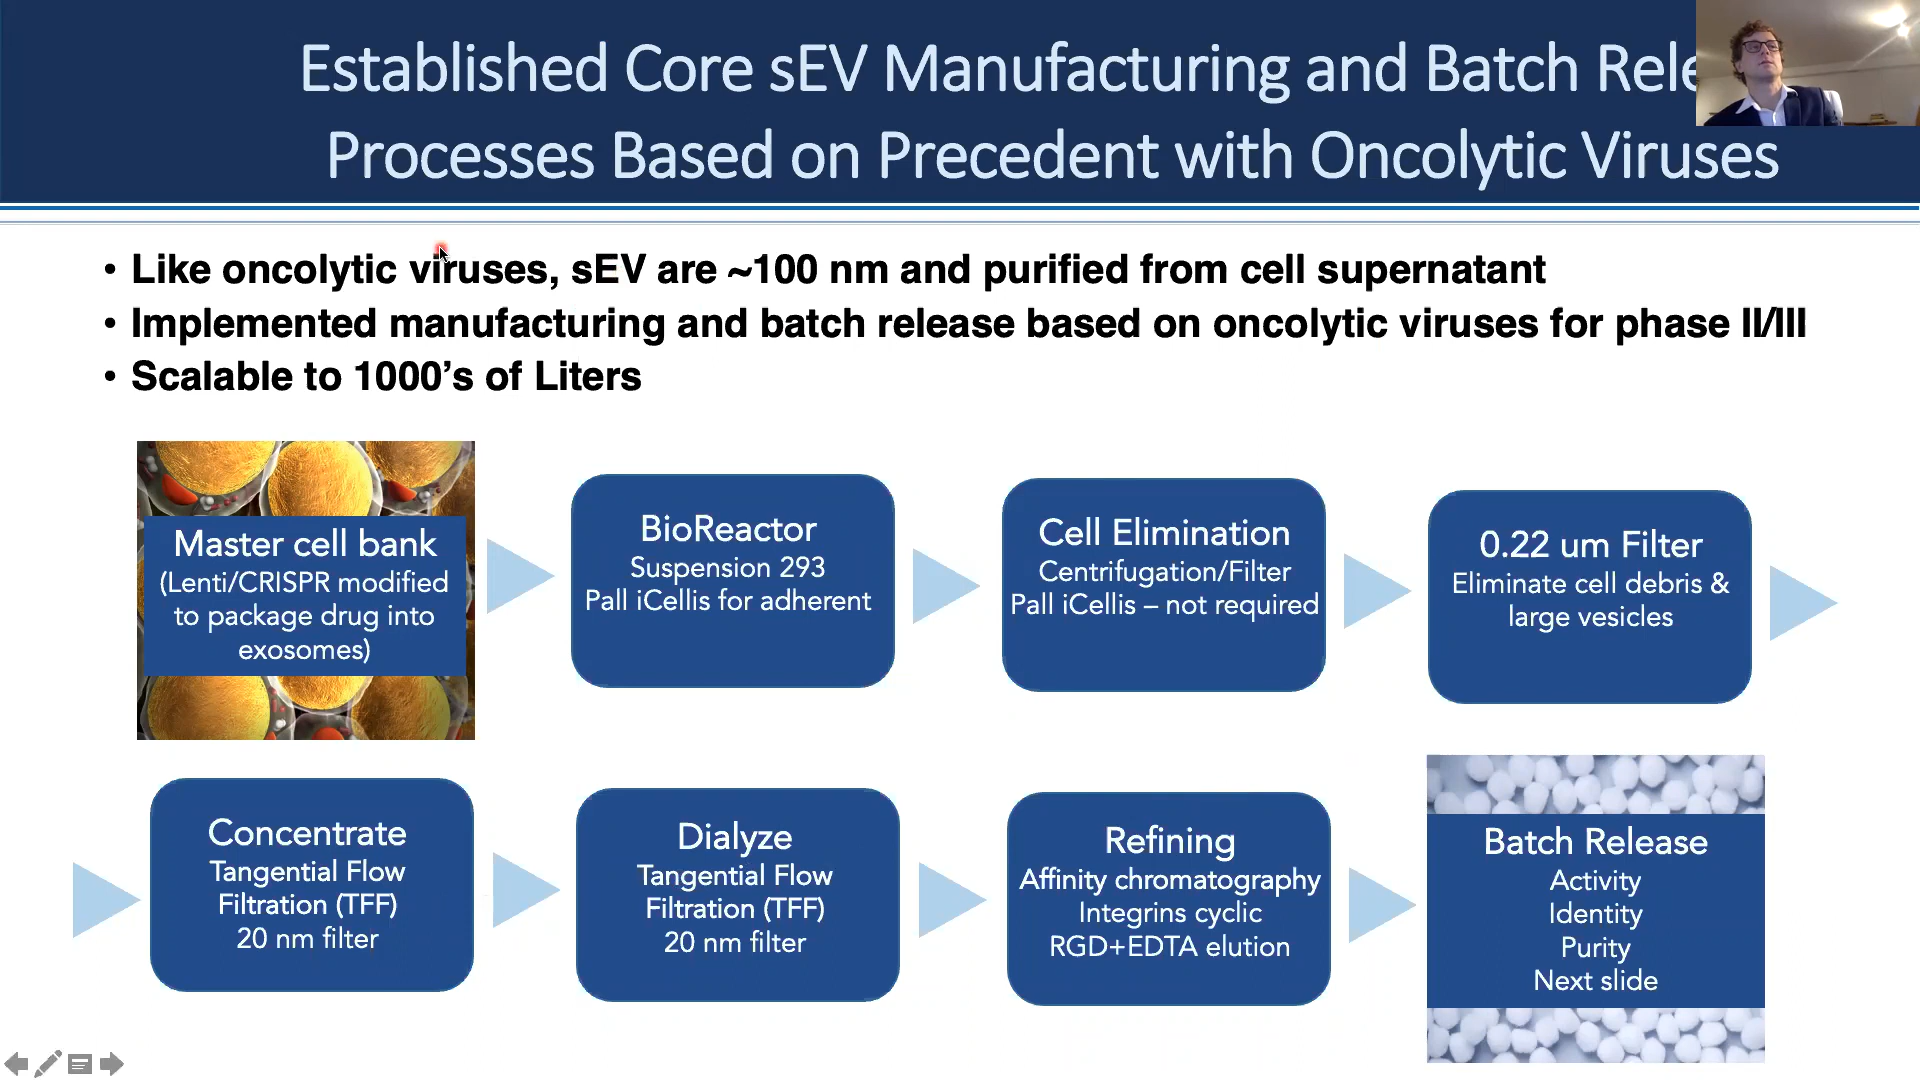 Established Core sEV Manufacturing and Batch Rele
Processes Based on Precedent with Oncolytic Viruses
• Like oncolytic viruses, sEV are ~100 nm and purified from cell supernatant
• Implemented manufacturing and batch release based on oncolytic viruses for phase II/III
• Scalable to 1000’s of Liters
Master cell bank
(Lenti/CRISPR modified
to package drug into
exosomes)
BioReactor
Suspension 293
Pall iCellis for adherent
Cell Elimination
Centrifugation/Filter
Pall iCellis – not required
0.22 um Filter
Eliminate cell debris &
large vesicles
Concentrate
Tangential Flow
Filtration (TFF)
20 nm filter
Dialyze
Tangential Flow
Filtration (TFF)
20 nm filter
Refining
Affinity chromatography
Integrins cyclic
RGD+EDTA elution
Batch Release
Activity
Identity
Purity
Next slide